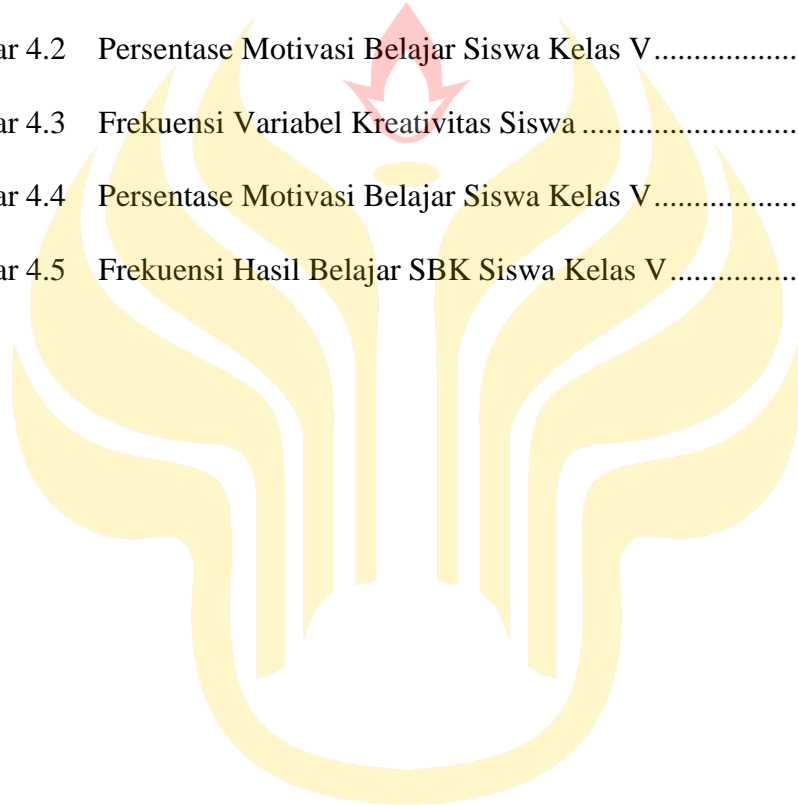 ar 4.2 Persentase Motivasi Belajar Siswa Kelas V..................
ar 4.3 Frekuensi Variabel Kreativitas Siswa ...........................
ar 4.4 Persentase Motivasi Belajar Siswa Kelas V..................
ar 4.5 Frekuensi Hasil Belajar SBK Siswa Kelas V................